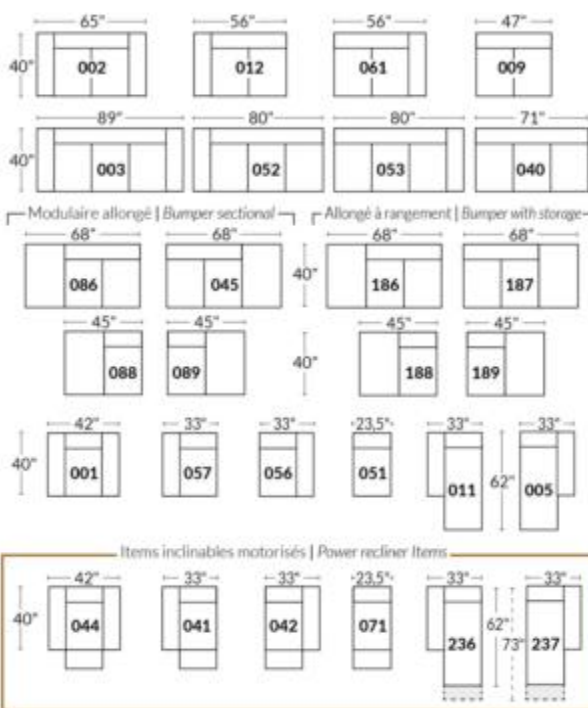 65" 56" 56" 47"
40" 002 012 061 009
89" 80" 80" 71"
40" 003 052 053 040
Modulaire allongé | Bumper sectional Allongé à rangement | Bumper with storage
68" 68" 68" 68"
086 045 40" 186 187
45" 45" 45" 45"
088 089 40" 188 189
42" 33" 33" 23,5" 33" 33"
40" 001 057 056 051 011 62" 005
Items inclinables motorisés | Power recliner Items
42" 33" 33" 23,5" 33" 33"
40" 044 041 042 071 236 62" 73" 237